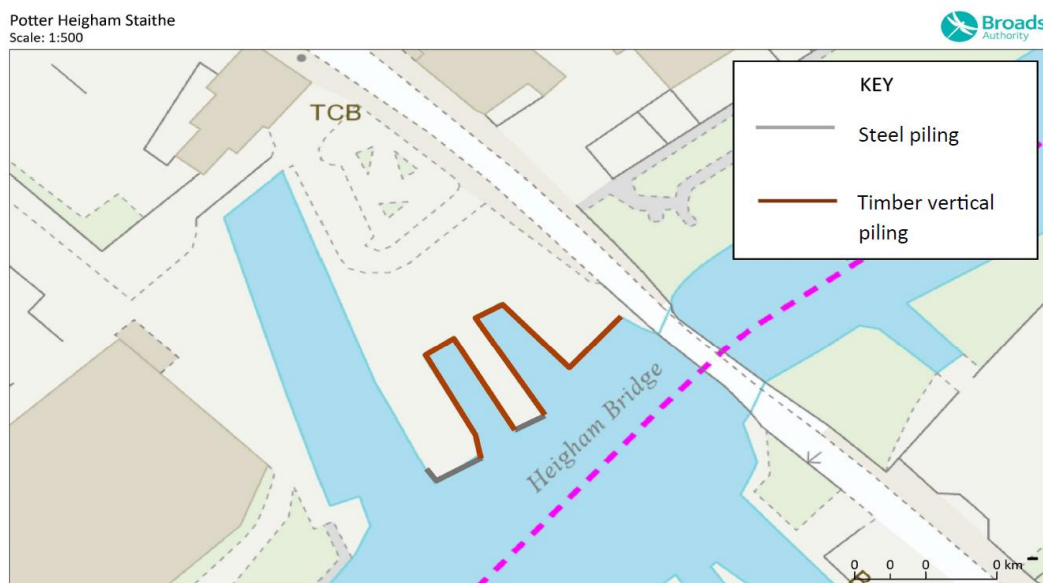 Potter Heigham Staithe
Scale: 1:500
Broads
Authority
KEY
Steel piling
Timber vertical
piling
TCB
Heigham Bridge
0 0 0 0 km